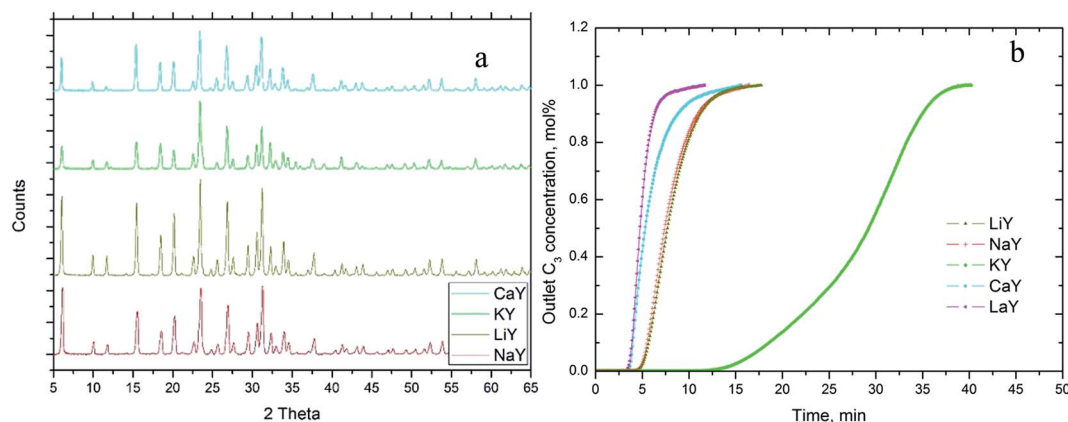 a
Counts
CaY
KY
LiY
NaY
5 10 15 20 25 30 35 40 45 50 55 60 65
2 Theta
b
Outlet C₃ concentration, mol%
1.2
1.0
0.8
0.6
0.4
0.2
0.0
LiY
NaY
KY
CaY
LaY
0 5 10 15 20 25 30 35 40 45 50
Time, min